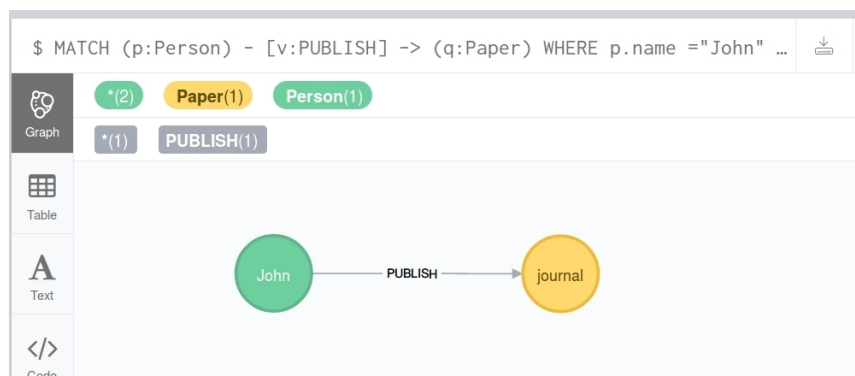 $ MATCH (p:Person) - [v:PUBLISH] -> (q:Paper) WHERE p.name ="John" …
*(2) Paper(1) Person(1)
Graph
*(1) PUBLISH(1)
Table
John PUBLISH journal
Text
Code